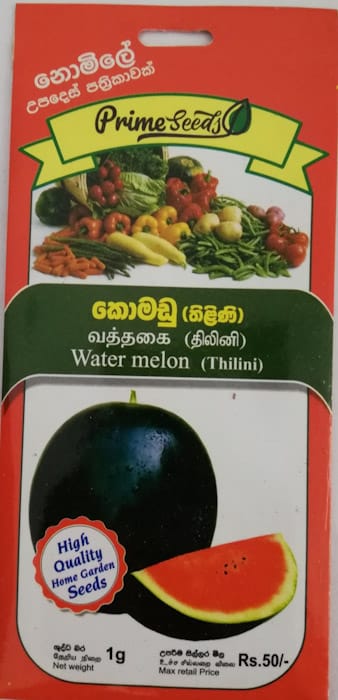 නොමිලේ
උපදෙස් පත්‍රිකාවක්
Prime Seeds
කොමඩු (තිළිණි)
வத்தகை (திலினி)
Water melon (Thilini)
High
Quality
Home Garden
Seeds
ශුද්ධ බර
தேறிய நிறை
Net weight
1g
උපරිම සිල්ලර මිල
உச்ச சில்லறை விலை
Max retail Price
Rs.50/-